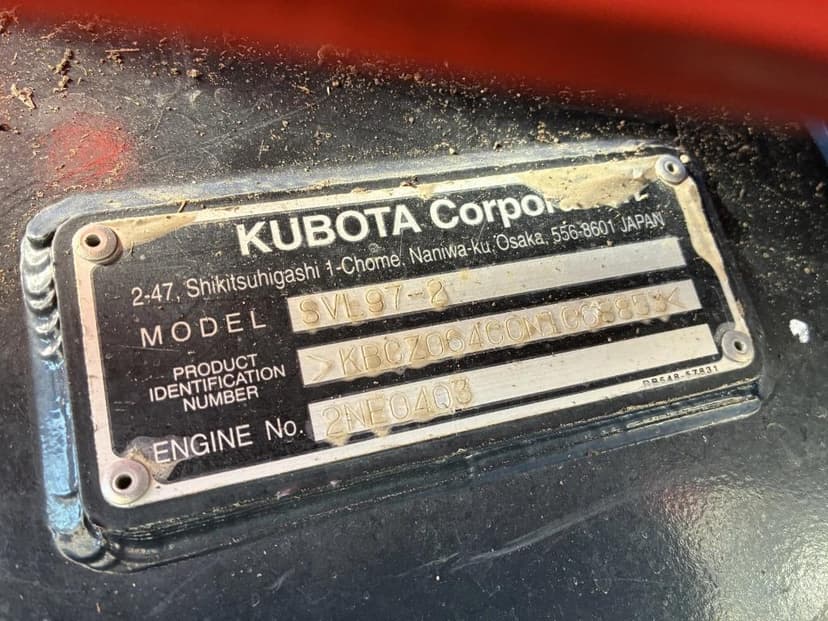 KUBOTA
2-47, Shikitsuhigashi 1-Chome, Naniwa-ku, Osaka, 556-8601 JAPAN
MODEL SVL97-2
PRODUCT
IDENTIFICATION
NUMBER
ENGINE No. 2NE0403